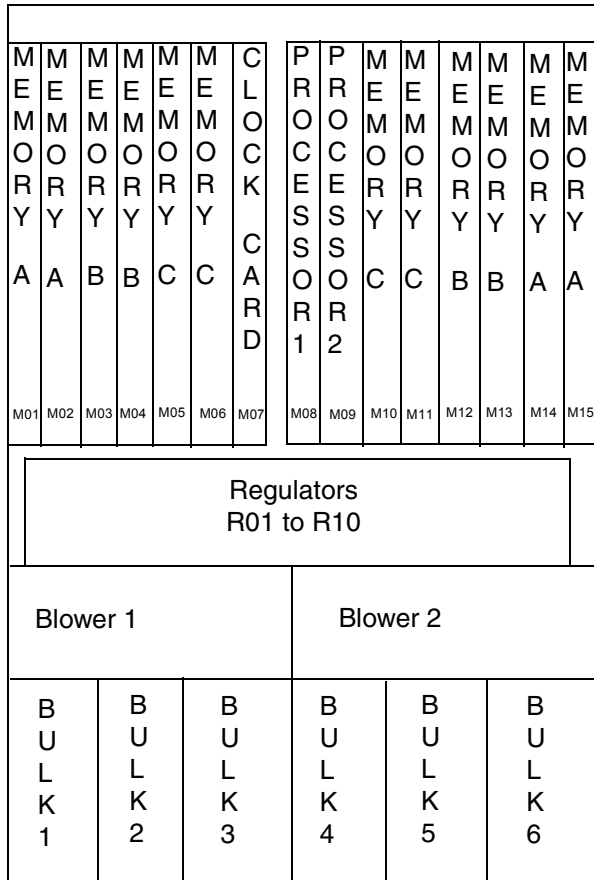 MEMORY A
MEMORY A
MEMORY B
MEMORY B
MEMORY C
MEMORY C
CLOCK CARD
PROCESSOR 1
PROCESSOR 2
MEMORY C
MEMORY C
MEMORY B
MEMORY B
MEMORY A
MEMORY A
M01 M02 M03 M04 M05 M06 M07 M08 M09 M10 M11 M12 M13 M14 M15
Regulators
R01 to R10
Blower 1
Blower 2
BULK 1
BULK 2
BULK 3
BULK 4
BULK 5
BULK 6